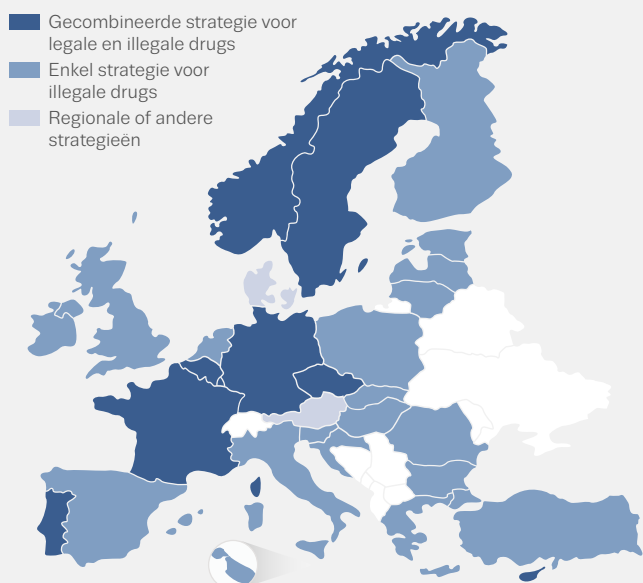 Gecombineerde strategie voor
legale en illegale drugs
Enkel strategie voor
illegale drugs
Regionale of andere
strategieën